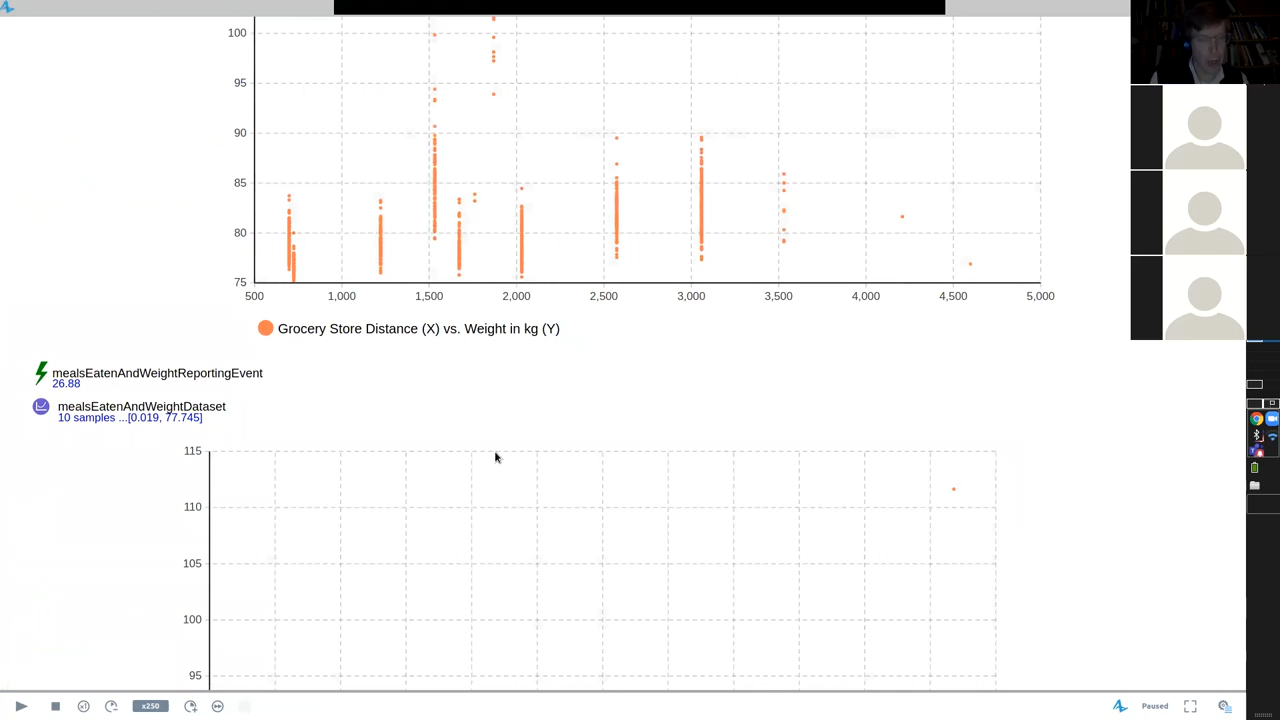 100
95
90
85
80
75
500 1,000 1,500 2,000 2,500 3,000 3,500 4,000 4,500 5,000
Grocery Store Distance (X) vs. Weight in kg (Y)
mealsEatenAndWeightReportingEvent
26.88
mealsEatenAndWeightDataset
10 samples ...[0.019, 77.745]
115
110
105
100
95
x1 x250 Paused